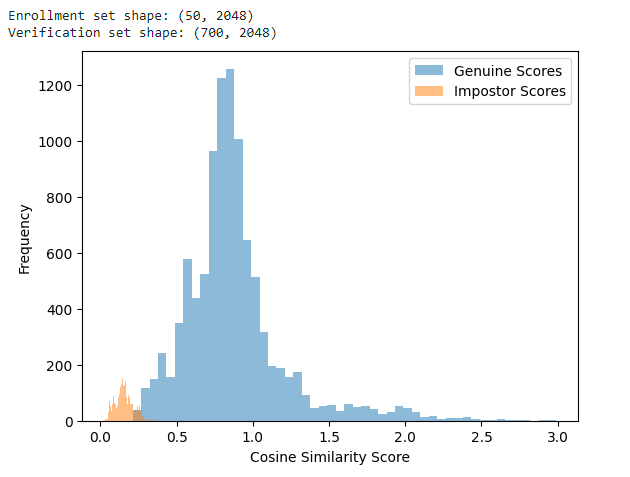 Enrollment set shape: (50, 2048)
Verification set shape: (700, 2048)
Genuine Scores
Impostor Scores
1200
1000
800
600
400
200
0
Frequency
0.0 0.5 1.0 1.5 2.0 2.5 3.0
Cosine Similarity Score